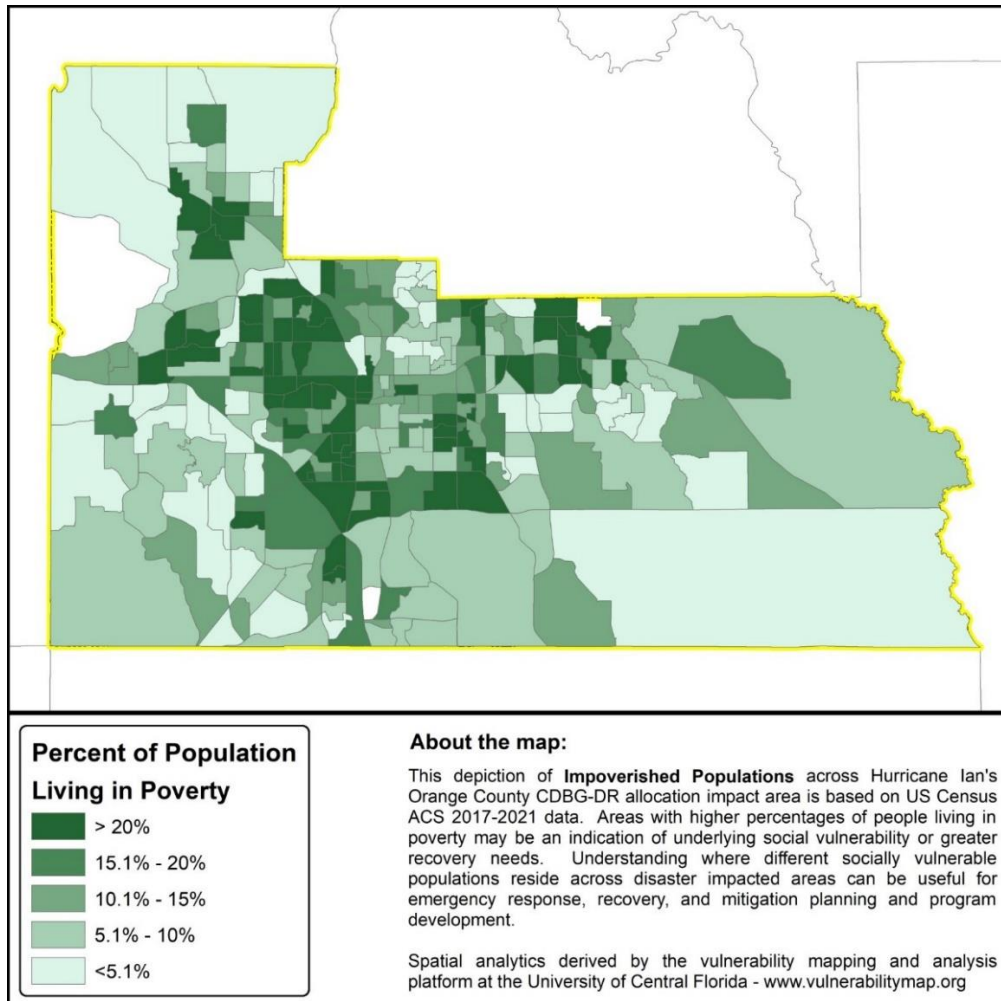 Percent of Population
Living in Poverty
> 20%
15.1% - 20%
10.1% - 15%
5.1% - 10%
<5.1%
About the map:
This depiction of Impoverished Populations across Hurricane Ian's
Orange County CDBG-DR allocation impact area is based on US Census
ACS 2017-2021 data. Areas with higher percentages of people living in
poverty may be an indication of underlying social vulnerability or greater
recovery needs. Understanding where different socially vulnerable
populations reside across disaster impacted areas can be useful for
emergency response, recovery, and mitigation planning and program
development.
Spatial analytics derived by the vulnerability mapping and analysis
platform at the University of Central Florida - www.vulnerabilitymap.org